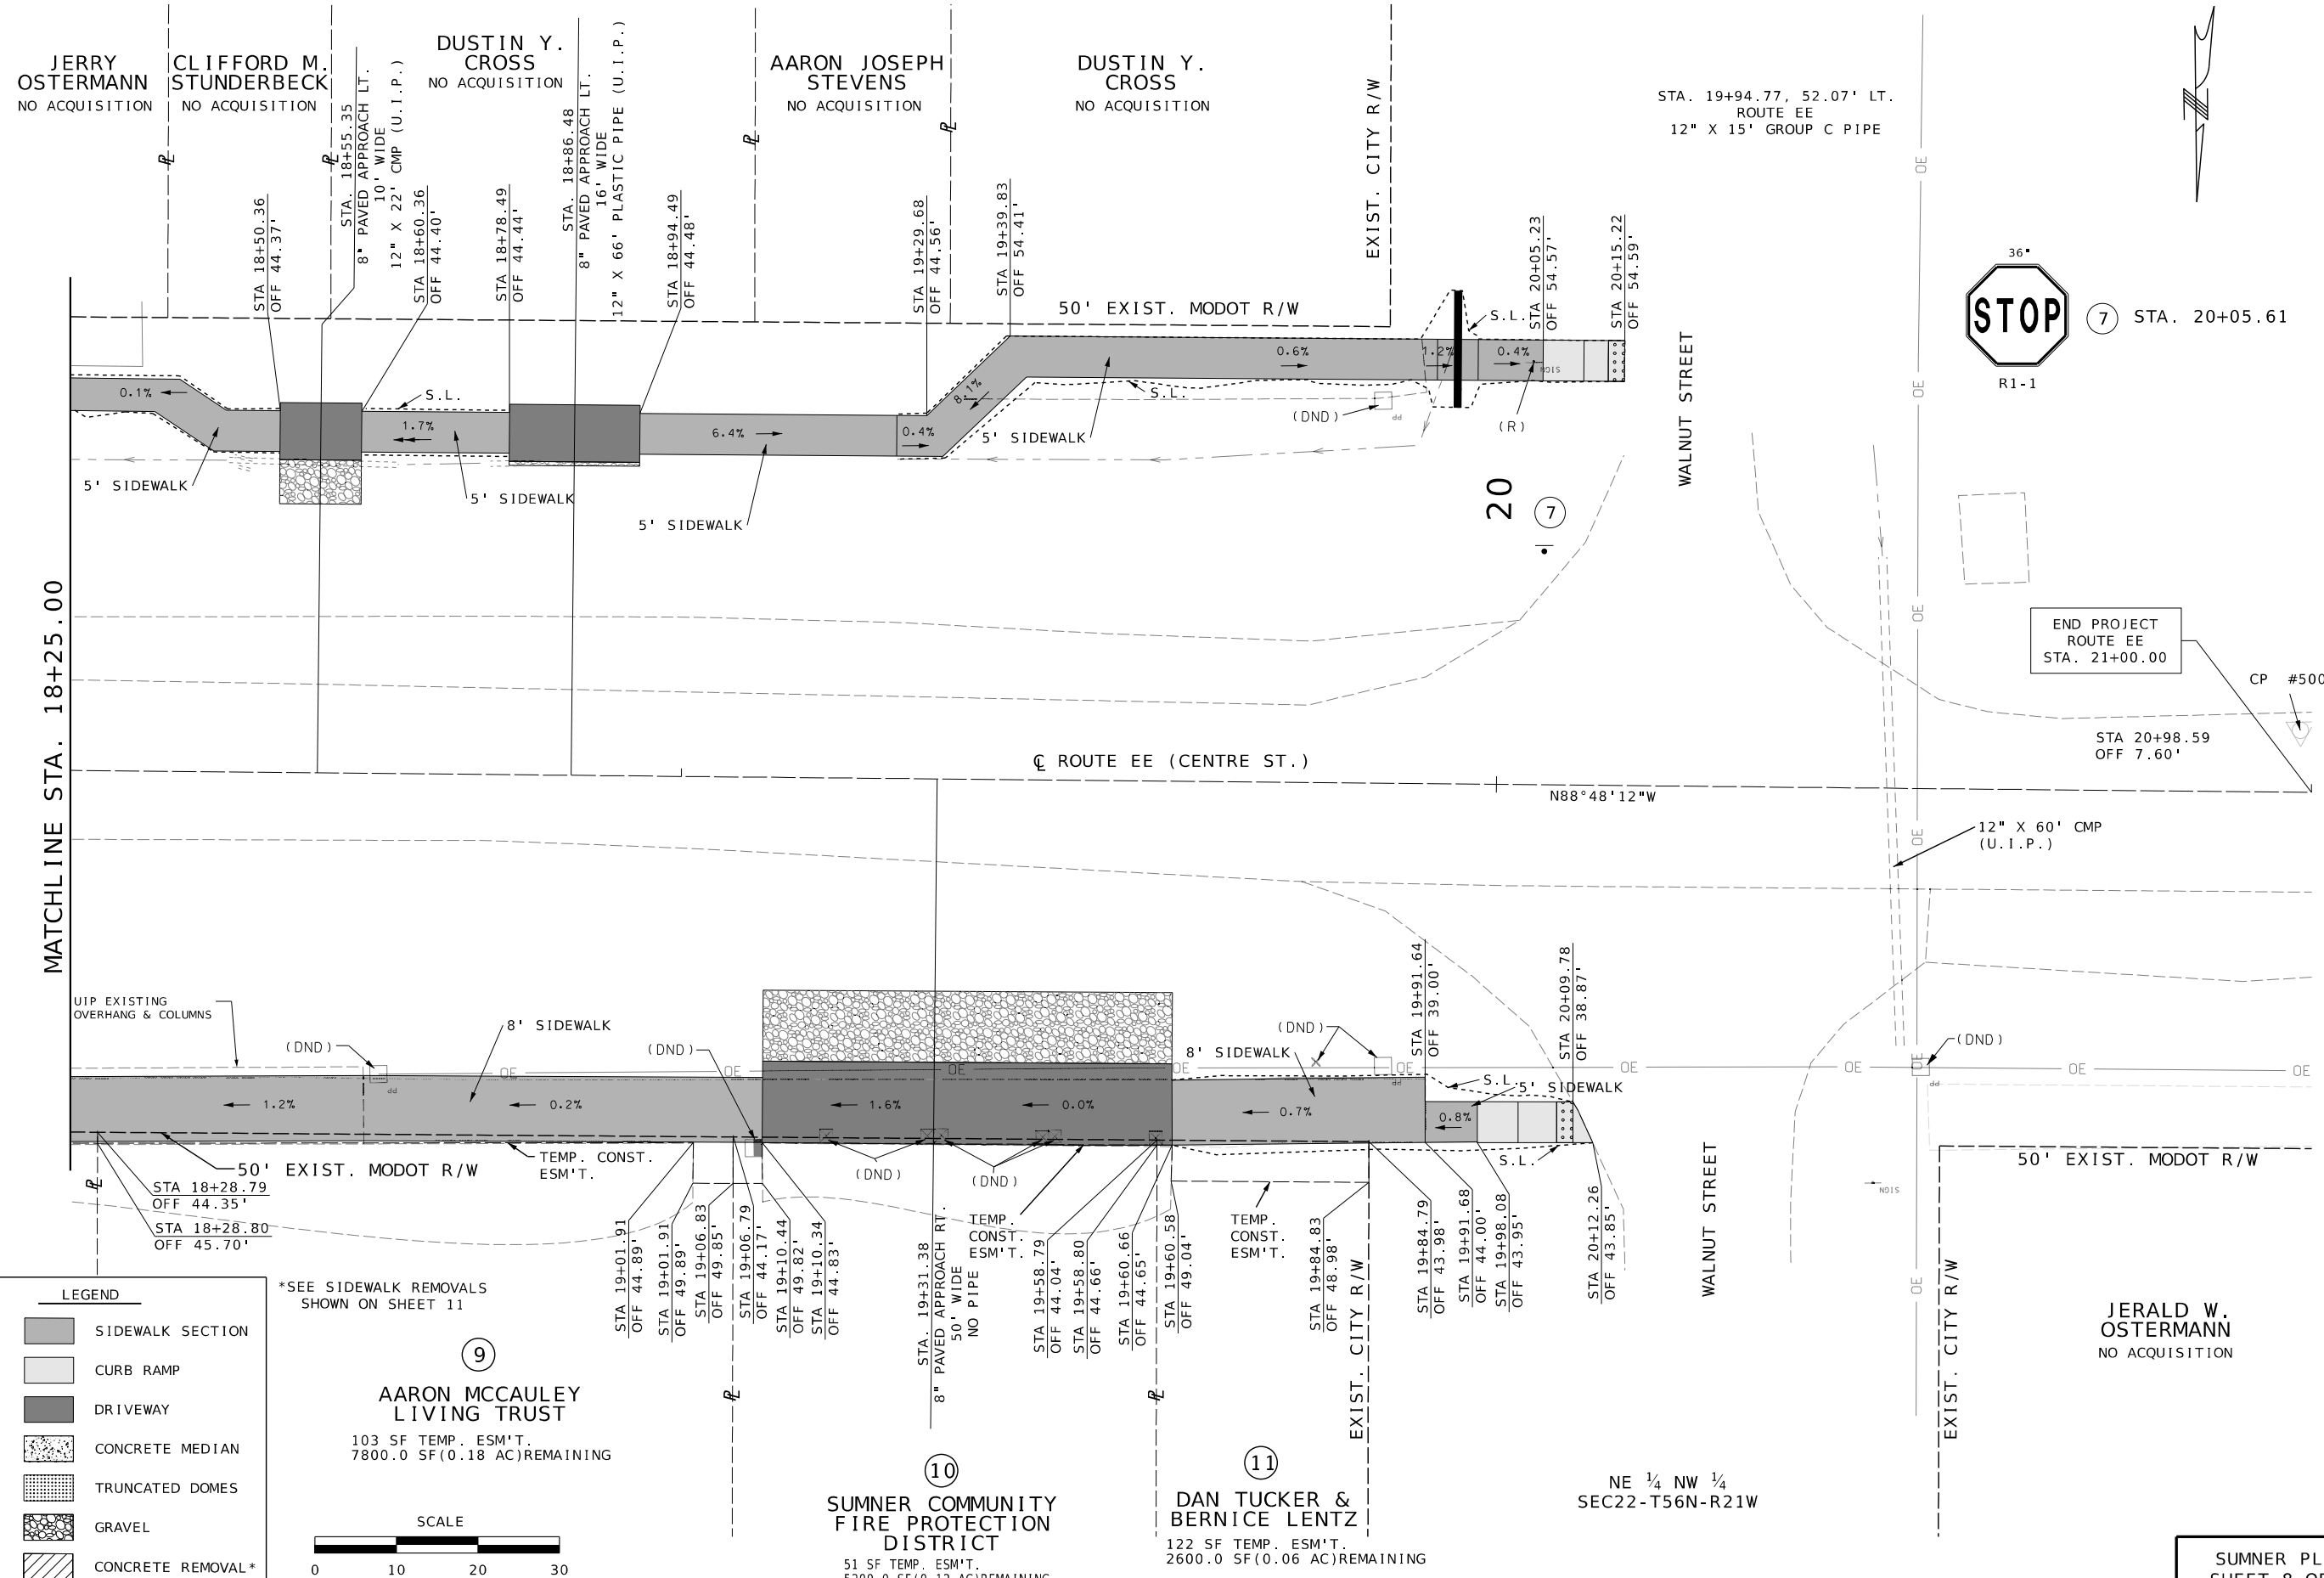 JERRY
OSTERMANN
NO ACQUISITION
CLIFFORD M.
STUNDERBECK
NO ACQUISITION
DUSTIN Y.
CROSS
NO ACQUISITION
AARON JOSEPH
STEVENS
NO ACQUISITION
DUSTIN Y.
CROSS
NO ACQUISITION
STA. 18+55.35
8" PAVED APPROACH LT.
10' WIDE
12" X 22' CMP (U.I.P.)
STA. 18+86.48
8" PAVED APPROACH LT.
16' WIDE
12" X 66' PLASTIC PIPE (U.I.P.)
EXIST. CITY R/W
STA. 19+94.77, 52.07' LT.
ROUTE EE
12" X 15' GROUP C PIPE
STA 18+50.36
OFF 44.37'
STA 18+60.36
OFF 44.40'
STA 18+78.49
OFF 44.44'
STA 18+94.49
OFF 44.48'
STA 19+29.68
OFF 44.56'
STA 19+39.83
OFF 54.41'
STA 20+05.23
OFF 54.57'
STA 20+15.22
OFF 54.59'
36"
STOP
R1-1
7
STA. 20+05.61
50' EXIST. MODOT R/W
S.L.
0.1%
S.L.
1.7%
6.4%
0.4%
8.1%
0.6%
1.2%
0.4%
SIGN
S.L.
(DND)
PP
(R)
5' SIDEWALK
5' SIDEWALK
5' SIDEWALK
5' SIDEWALK
WALNUT STREET
20
7
OE
OE
OE
OE
MATCHLINE STA. 18+25.00
END PROJECT
ROUTE EE
STA. 21+00.00
CP #500
STA 20+98.59
OFF 7.60'
℄ ROUTE EE (CENTRE ST.)
N88°48'12"W
12" X 60' CMP
(U.I.P.)
UIP EXISTING
OVERHANG & COLUMNS
(DND)
8' SIDEWALK
(DND)
PP
OE
OE
OE
OE
OE
OE
OE
OE
OE
OE
(DND)
8' SIDEWALK
PP
STA 19+91.64
OFF 39.00'
STA 20+09.78
OFF 38.87'
S.L.
5' SIDEWALK
(DND)
PP
1.2%
0.2%
1.6%
0.0%
0.7%
0.8%
50' EXIST. MODOT R/W
TEMP. CONST.
ESM'T.
(DND)
(DND)
S.L.
50' EXIST. MODOT R/W
SIGN
STA 18+28.79
OFF 44.35'
STA 18+28.80
OFF 45.70'
STA 19+01.91
OFF 44.89'
STA 19+01.91
OFF 49.89'
STA 19+06.83
OFF 49.85'
STA 19+06.79
OFF 44.17'
STA 19+10.44
OFF 49.82'
STA 19+10.34
OFF 44.83'
STA. 19+31.38
8" PAVED APPROACH RT.
50' WIDE
NO PIPE
TEMP.
CONST.
ESM'T.
STA 19+58.79
OFF 44.04'
STA 19+58.80
OFF 44.66'
STA 19+60.66
OFF 44.65'
STA 19+60.58
OFF 49.04'
TEMP.
CONST.
ESM'T.
STA 19+84.83
OFF 48.98'
EXIST. CITY R/W
STA 19+84.79
OFF 43.98'
STA 19+91.68
OFF 44.00'
STA 19+98.08
OFF 43.95'
STA 20+12.26
OFF 43.85'
WALNUT STREET
OE
EXIST. CITY R/W
JERALD W.
OSTERMANN
NO ACQUISITION
LEGEND
SIDEWALK SECTION
CURB RAMP
DRIVEWAY
CONCRETE MEDIAN
TRUNCATED DOMES
GRAVEL
CONCRETE REMOVAL*
*SEE SIDEWALK REMOVALS
SHOWN ON SHEET 11
9
AARON MCCAULEY
LIVING TRUST
103 SF TEMP. ESM'T.
7800.0 SF(0.18 AC)REMAINING
SCALE
0 10 20 30
10
SUMNER COMMUNITY
FIRE PROTECTION
DISTRICT
51 SF TEMP. ESM'T.
11
DAN TUCKER &
BERNICE LENTZ
122 SF TEMP. ESM'T.
2600.0 SF(0.06 AC)REMAINING
NE ¼ NW ¼
SEC22-T56N-R21W
SUMNER PL